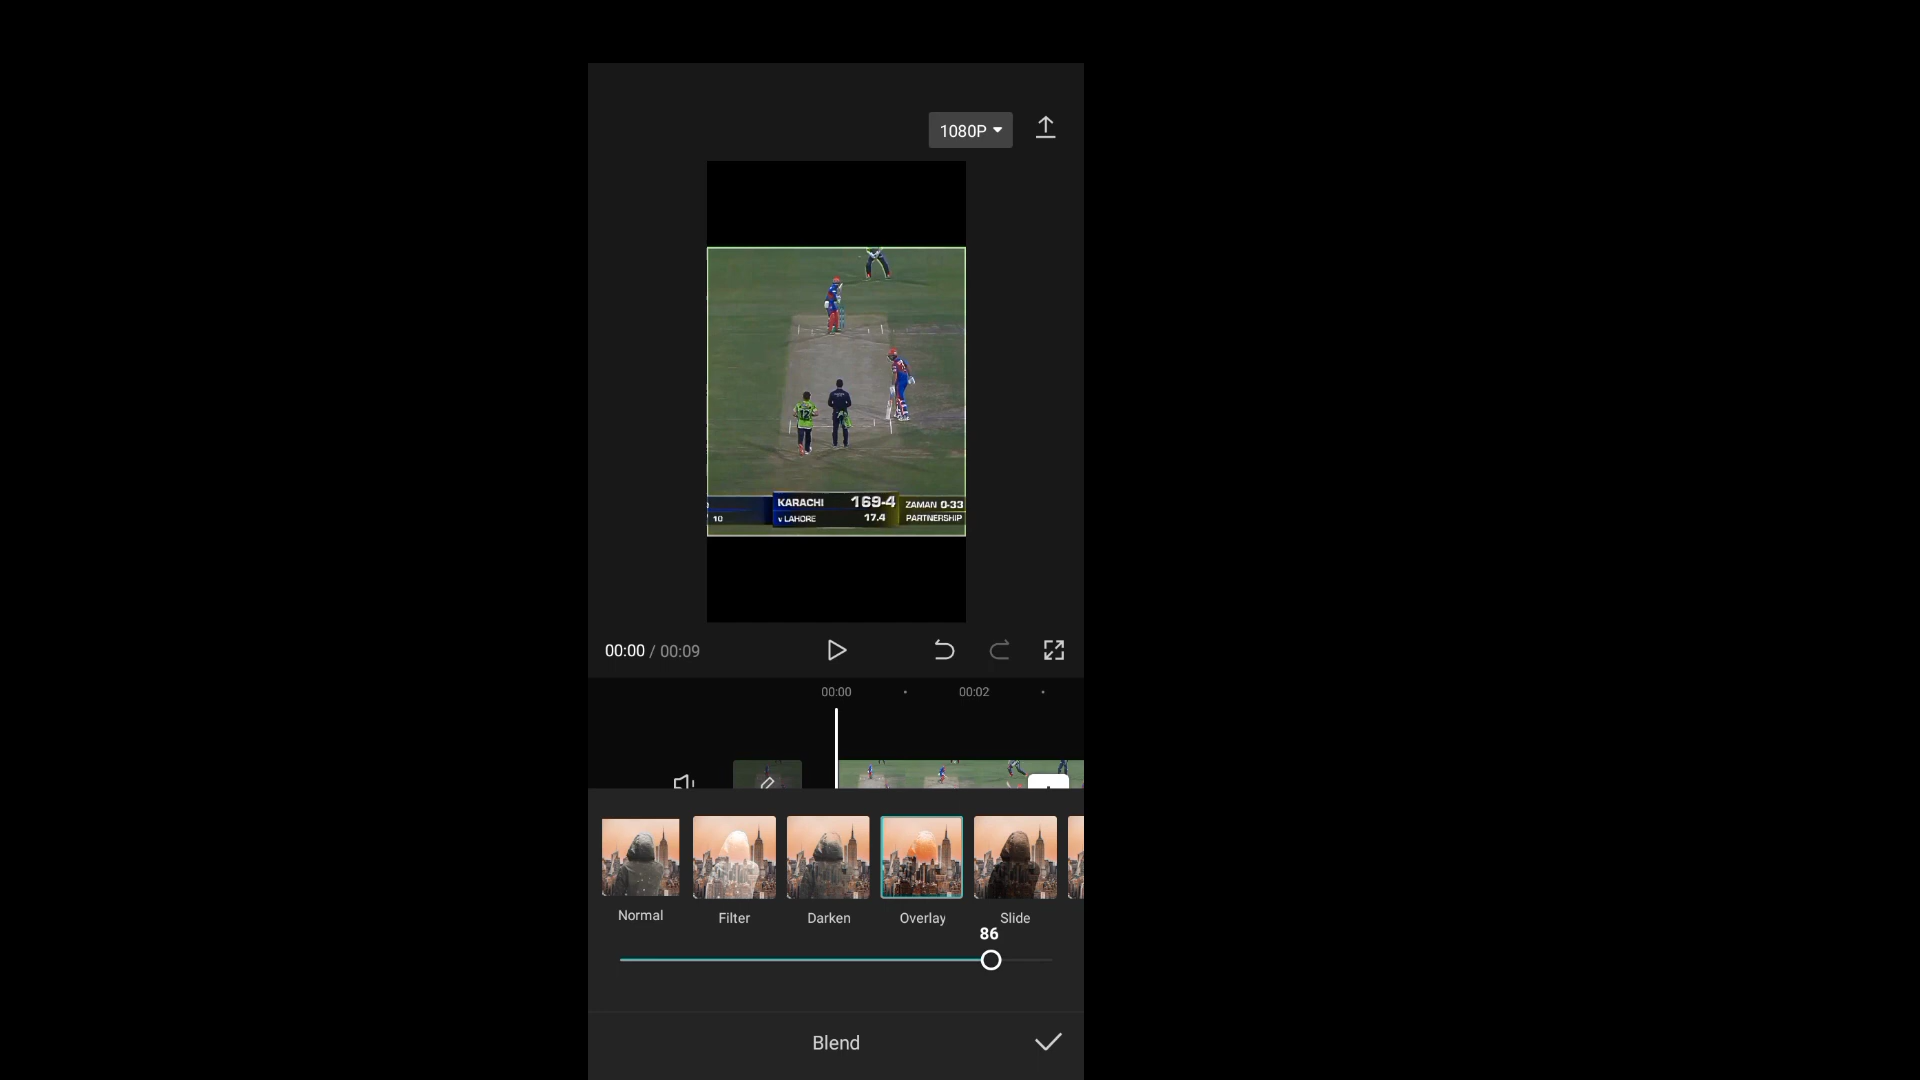 1080P
KARACHI 169-4 ZAMAN 0-33
10 v LAHORE 17.4 PARTNERSHIP
00:00 / 00:09
00:00 00:02
Normal Filter Darken Overlay Slide
86
Blend